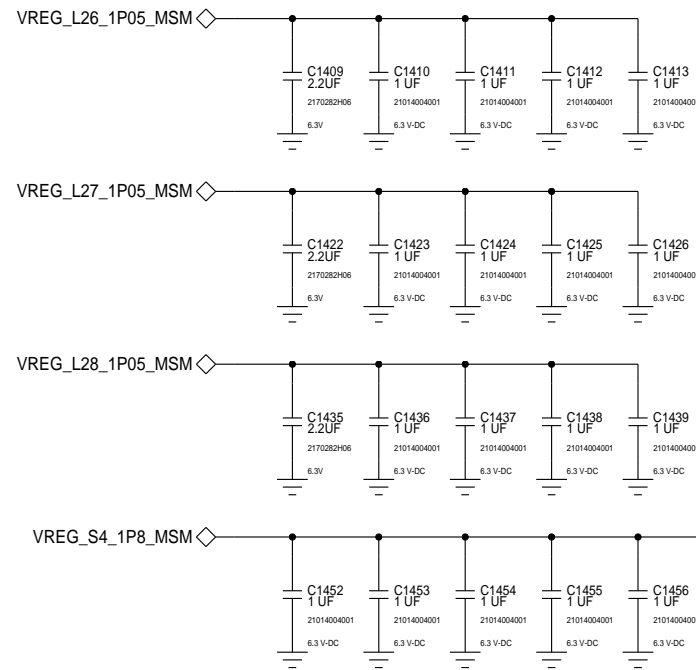 VREG_L26_1P05_MSM
C1409 C1410 C1411 C1412 C1413
2.2UF 1 UF 1 UF 1 UF 1 UF
2170282H06 21014004001 21014004001 21014004001 2101400400
6.3V 6.3 V-DC 6.3 V-DC 6.3 V-DC 6.3 V-DC
VREG_L27_1P05_MSM
C1422 C1423 C1424 C1425 C1426
2.2UF 1 UF 1 UF 1 UF 1 UF
2170282H06 21014004001 21014004001 21014004001 2101400400
6.3V 6.3 V-DC 6.3 V-DC 6.3 V-DC 6.3 V-DC
VREG_L28_1P05_MSM
C1435 C1436 C1437 C1438 C1439
2.2UF 1 UF 1 UF 1 UF 1 UF
2170282H06 21014004001 21014004001 21014004001 2101400400
6.3V 6.3 V-DC 6.3 V-DC 6.3 V-DC 6.3 V-DC
VREG_S4_1P8_MSM
C1452 C1453 C1454 C1455 C1456
1 UF 1 UF 1 UF 1 UF 1 UF
21014004001 21014004001 21014004001 21014004001 2101400400
6.3 V-DC 6.3 V-DC 6.3 V-DC 6.3 V-DC 6.3 V-DC